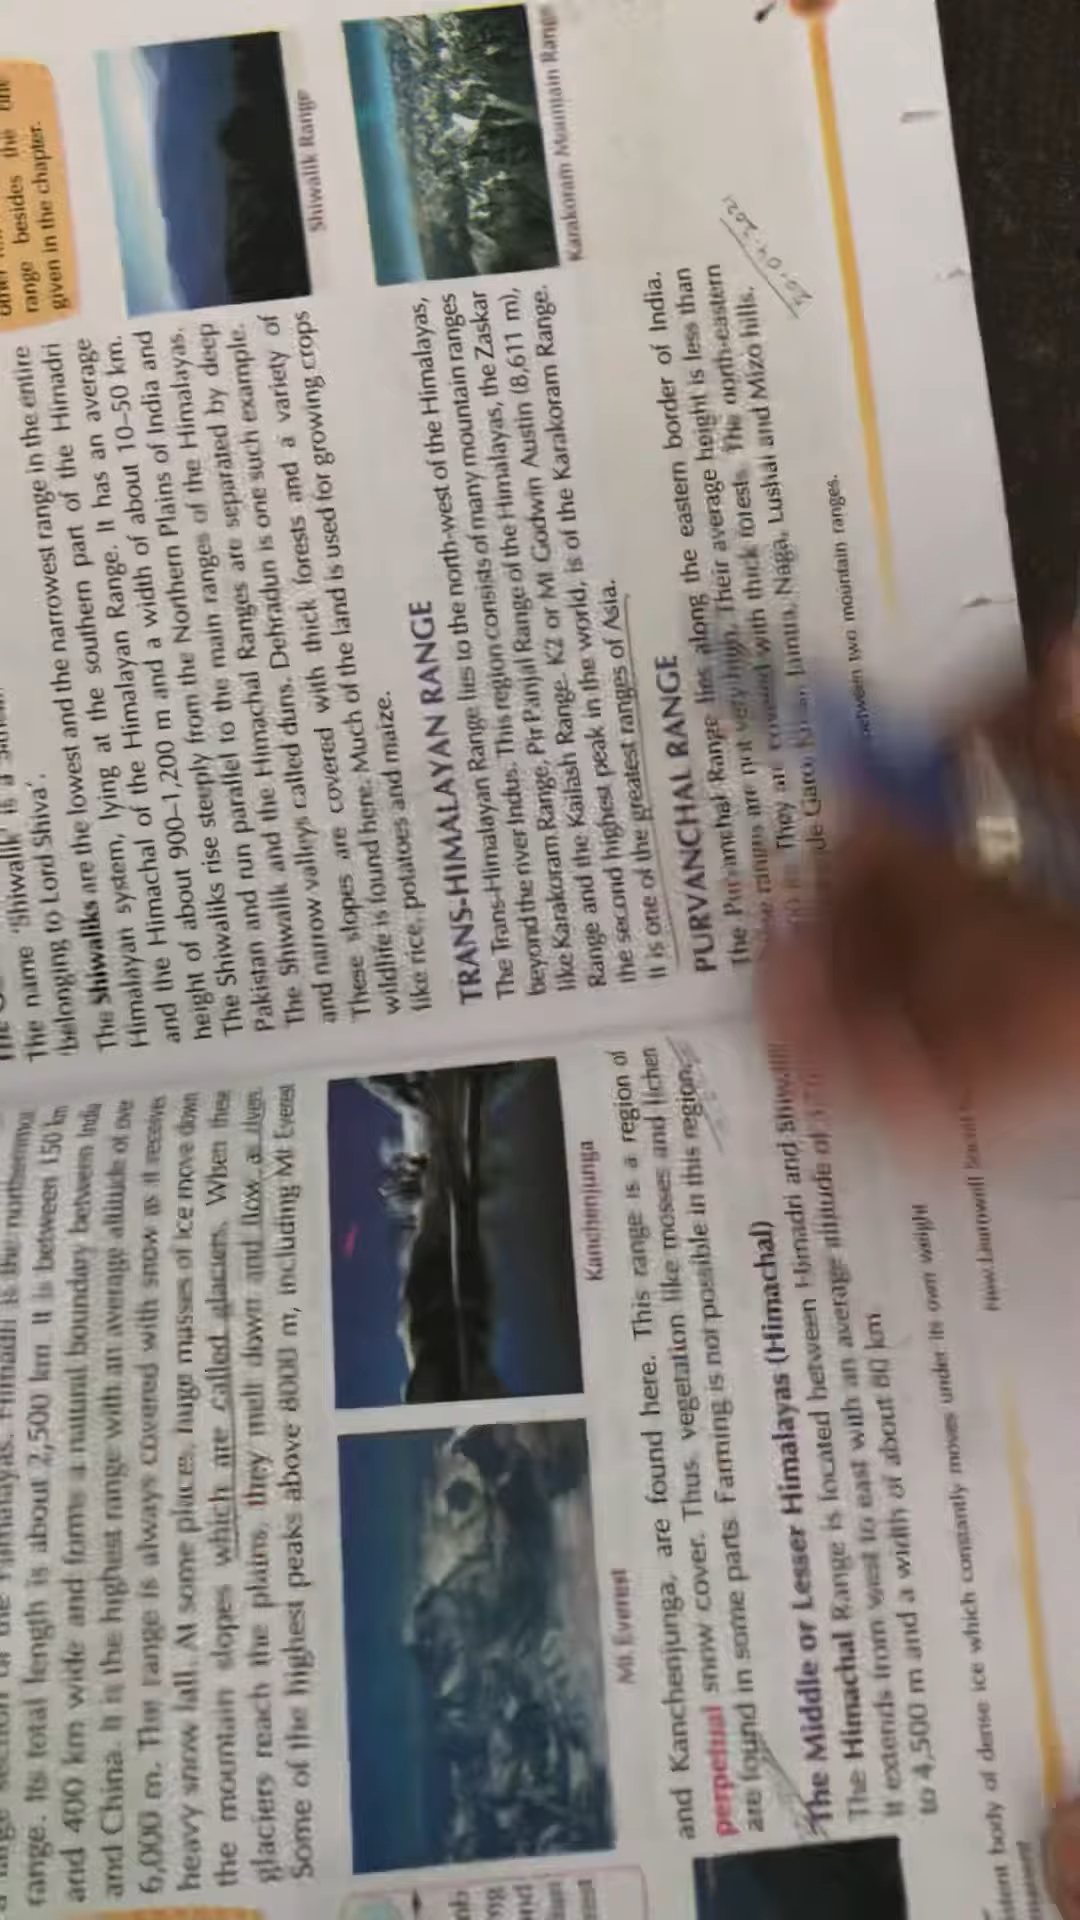 range. Its total length is about 2,500 km. It is between 150 km
and 400 km wide and forms a natural boundary between India
and China. It is the highest range with an average altitude of over
6,000 m. The range is always covered with snow as it receives
heavy snow fall. At some places, huge masses of ice move down
the mountain slopes which are called glaciers. When these
glaciers reach the plains, they melt down and flow as rivers.
Some of the highest peaks above 8000 m, including Mt Everest
Mt Everest
Kanchenjunga
and Kanchenjunga, are found here. This range is a region of
perpetual snow cover. Thus, vegetation like mosses and lichen
are found in some parts. Farming is not possible in this region.
The Middle or Lesser Himalayas (Himachal)
The Himachal Range is located between Himadri and
It extends from west to east with an average altitude of
to 4,500 m and a width of about 80 km
body of dense ice which constantly moves under its own weight
The name 'Shiwalik' is a
'belonging to Lord Shiva'.
The Shiwaliks are the lowest and the narrowest range in the entire
Himalayan system, lying at the southern part of the Himadri
and the Himachal of the Himalayan Range. It has an average
height of about 900–1,200 m and a width of about 10–50 km.
The Shiwaliks rise steeply from the Northern Plains of India and
Pakistan and run parallel to the main ranges of the Himalayas.
The Shiwalik and the Himachal Ranges are separated by deep
and narrow valleys called duns. Dehradun is one such example.
These slopes are covered with thick forests and a variety of
wildlife is found here. Much of the land is used for growing crops
like rice, potatoes and maize.
TRANS-HIMALAYAN RANGE
The Trans-Himalayan Range lies to the north-west of the Himalayas,
beyond the river Indus. This region consists of many mountain ranges
like Karakoram Range, Pir Panjal Range of the Himalayas, the Zaskar
Range and the Kailash Range. K2 or Mt Godwin Austin (8,611 m),
the second highest peak in the world, is of the Karakoram Range.
It is one of the greatest ranges of Asia.
PURVANCHAL RANGE
The Purvanchal Range lies along the eastern border of India.
ranges are not very high. Their average height is less than
They are covered with thick forests. The north-eastern
Garo, Khasi, Jaintia, Naga, Lushai and Mizo hills.
between two mountain ranges.
range besides the one
given in the chapter.
Shiwalik Range
Karakoram Mountain Range